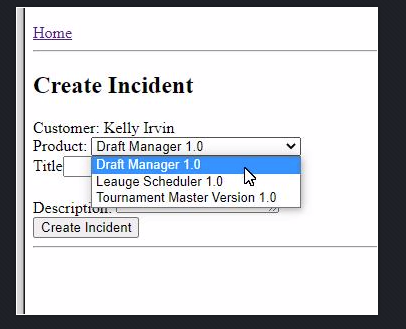 Home
Create Incident
Customer: Kelly Irvin
Product: Draft Manager 1.0
Draft Manager 1.0
Title
Leauge Scheduler 1.0
Tournament Master Version 1.0
Description:
Create Incident